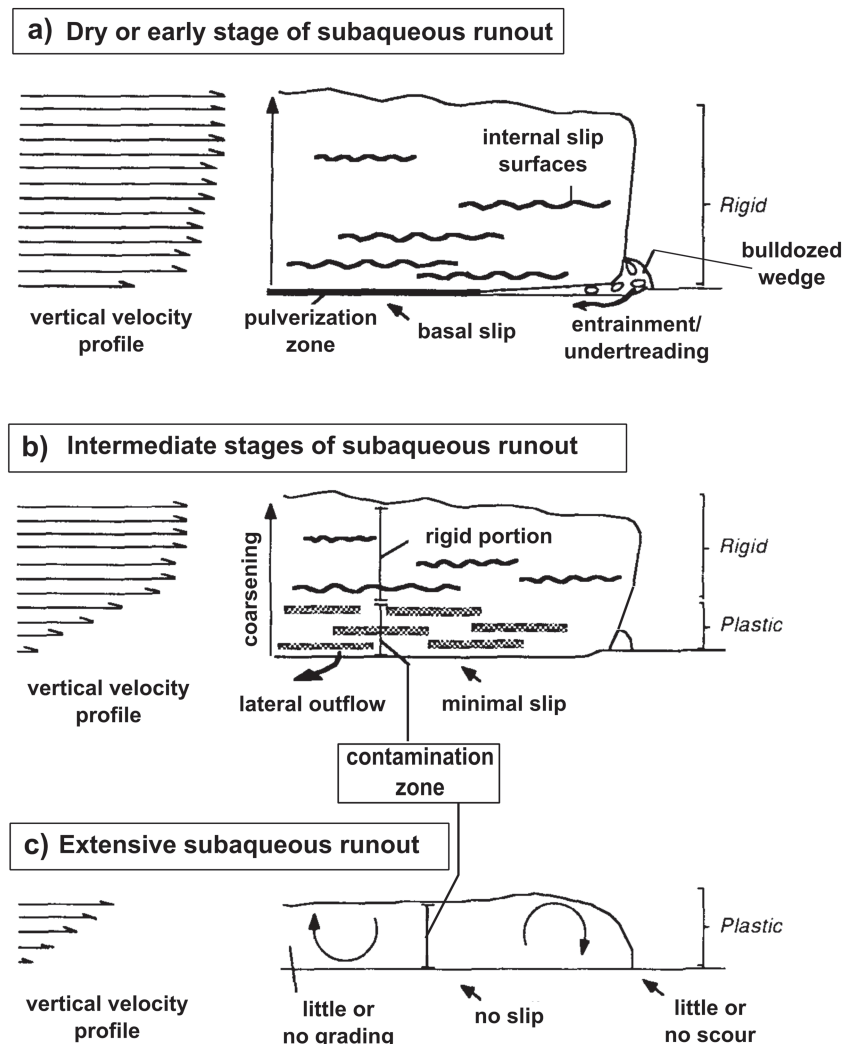 a) Dry or early stage of subaqueous runout
internal slip
surfaces
Rigid
bulldozed
wedge
vertical velocity
profile
pulverization
zone
basal slip
entrainment/
undertreading
b) Intermediate stages of subaqueous runout
coarsening
rigid portion
Rigid
Plastic
vertical velocity
profile
lateral outflow
minimal slip
contamination
zone
c) Extensive subaqueous runout
Plastic
vertical velocity
profile
little or
no grading
no slip
little or
no scour